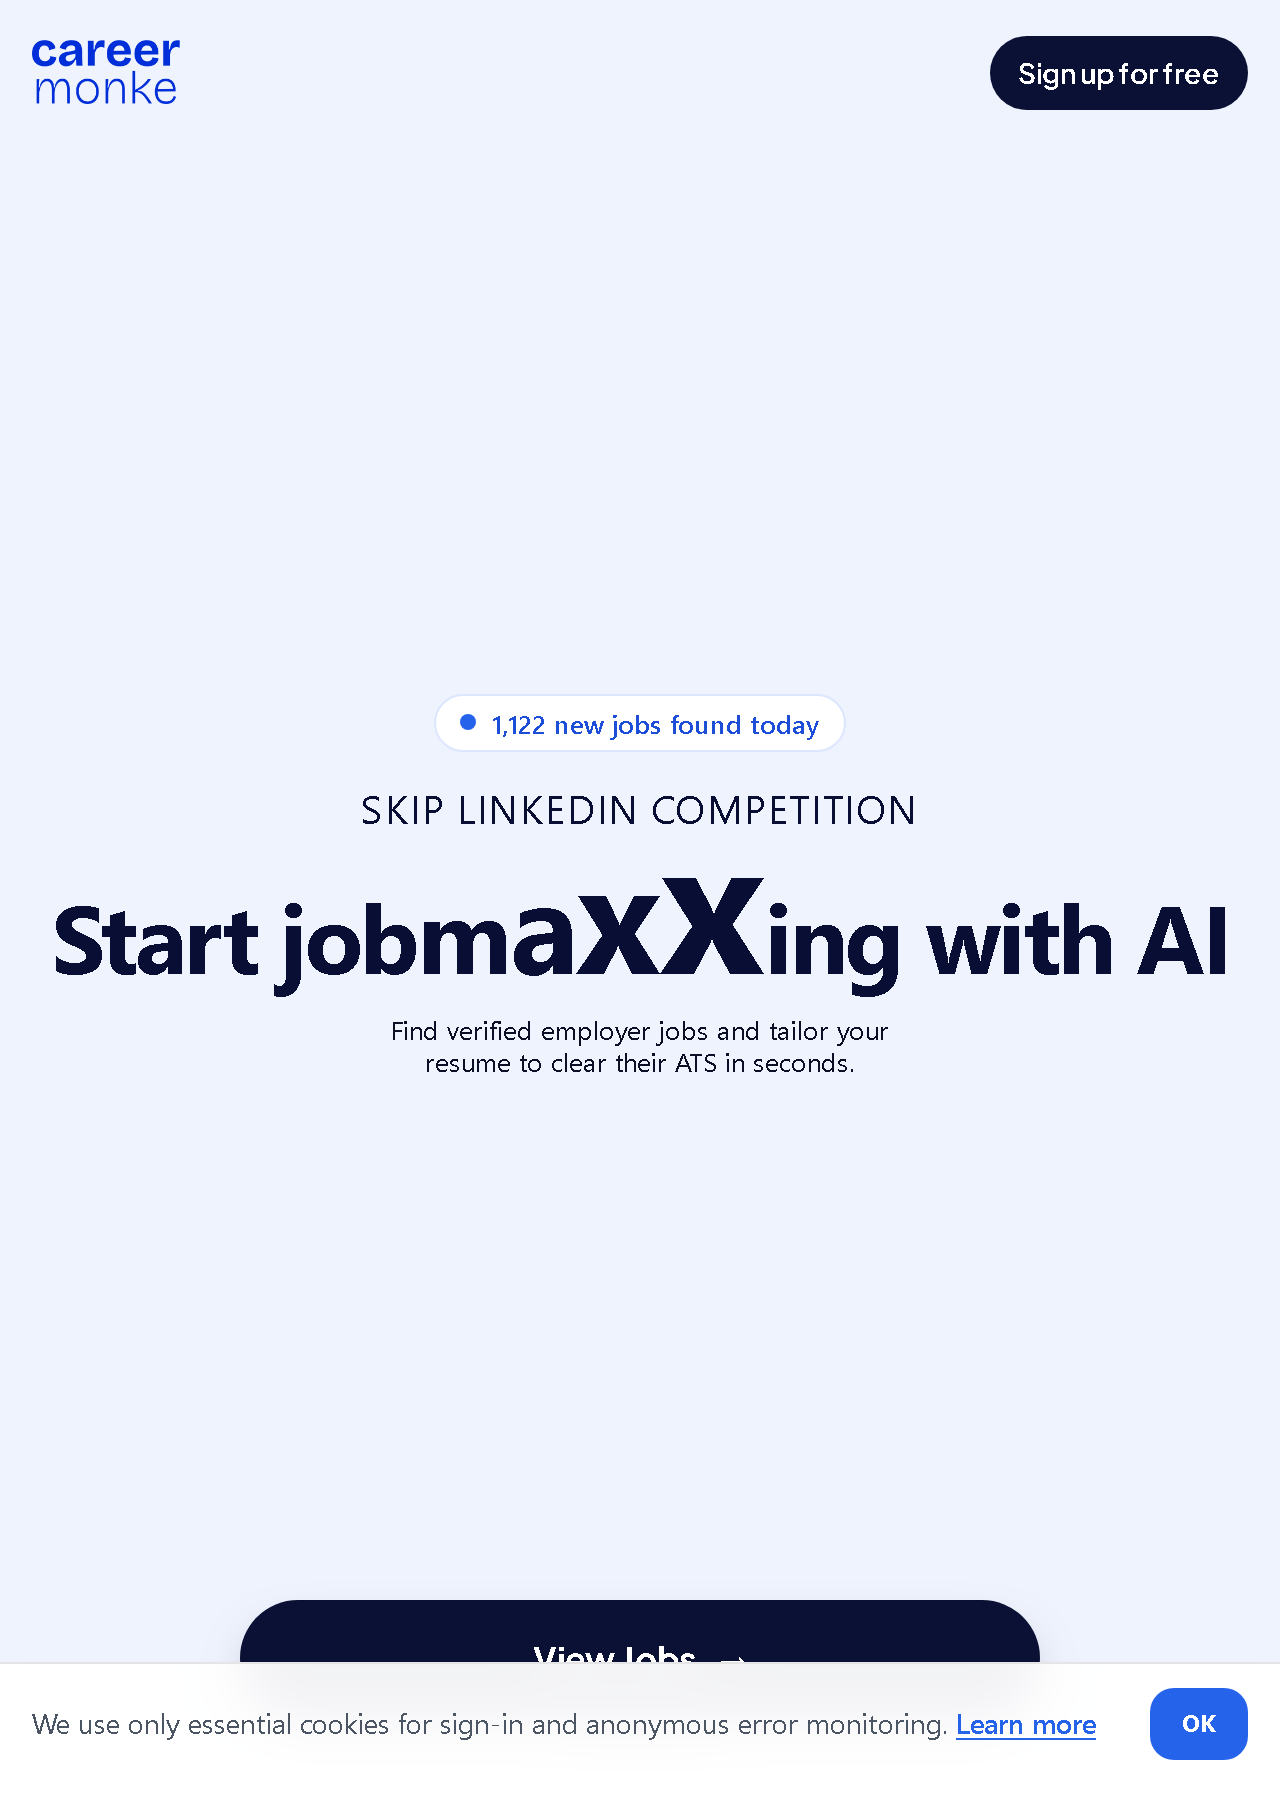 career
monke
Sign up for free
1,122 new jobs found today
SKIP LINKEDIN COMPETITION
Start jobmaxXing with AI
Find verified employer jobs and tailor your
resume to clear their ATS in seconds.
View Jobs →
We use only essential cookies for sign-in and anonymous error monitoring. Learn more
OK